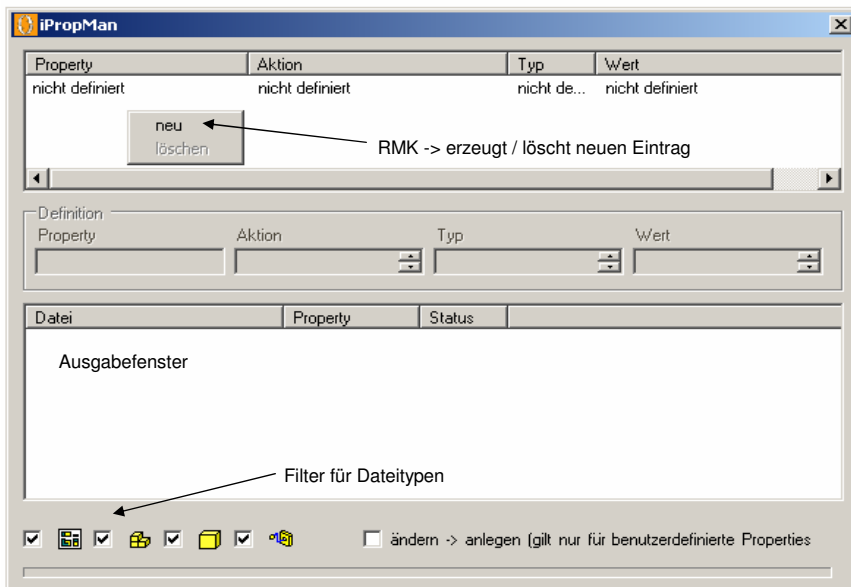 iPropMan
Property Aktion Typ Wert
nicht definiert nicht definiert nicht de... nicht definiert
neu
löschen
RMK -> erzeugt / löscht neuen Eintrag
Definition
Property Aktion Typ Wert
Datei Property Status
Ausgabefenster
Filter für Dateitypen
ändern -> anlegen (gilt nur für benutzerdefinierte Properties